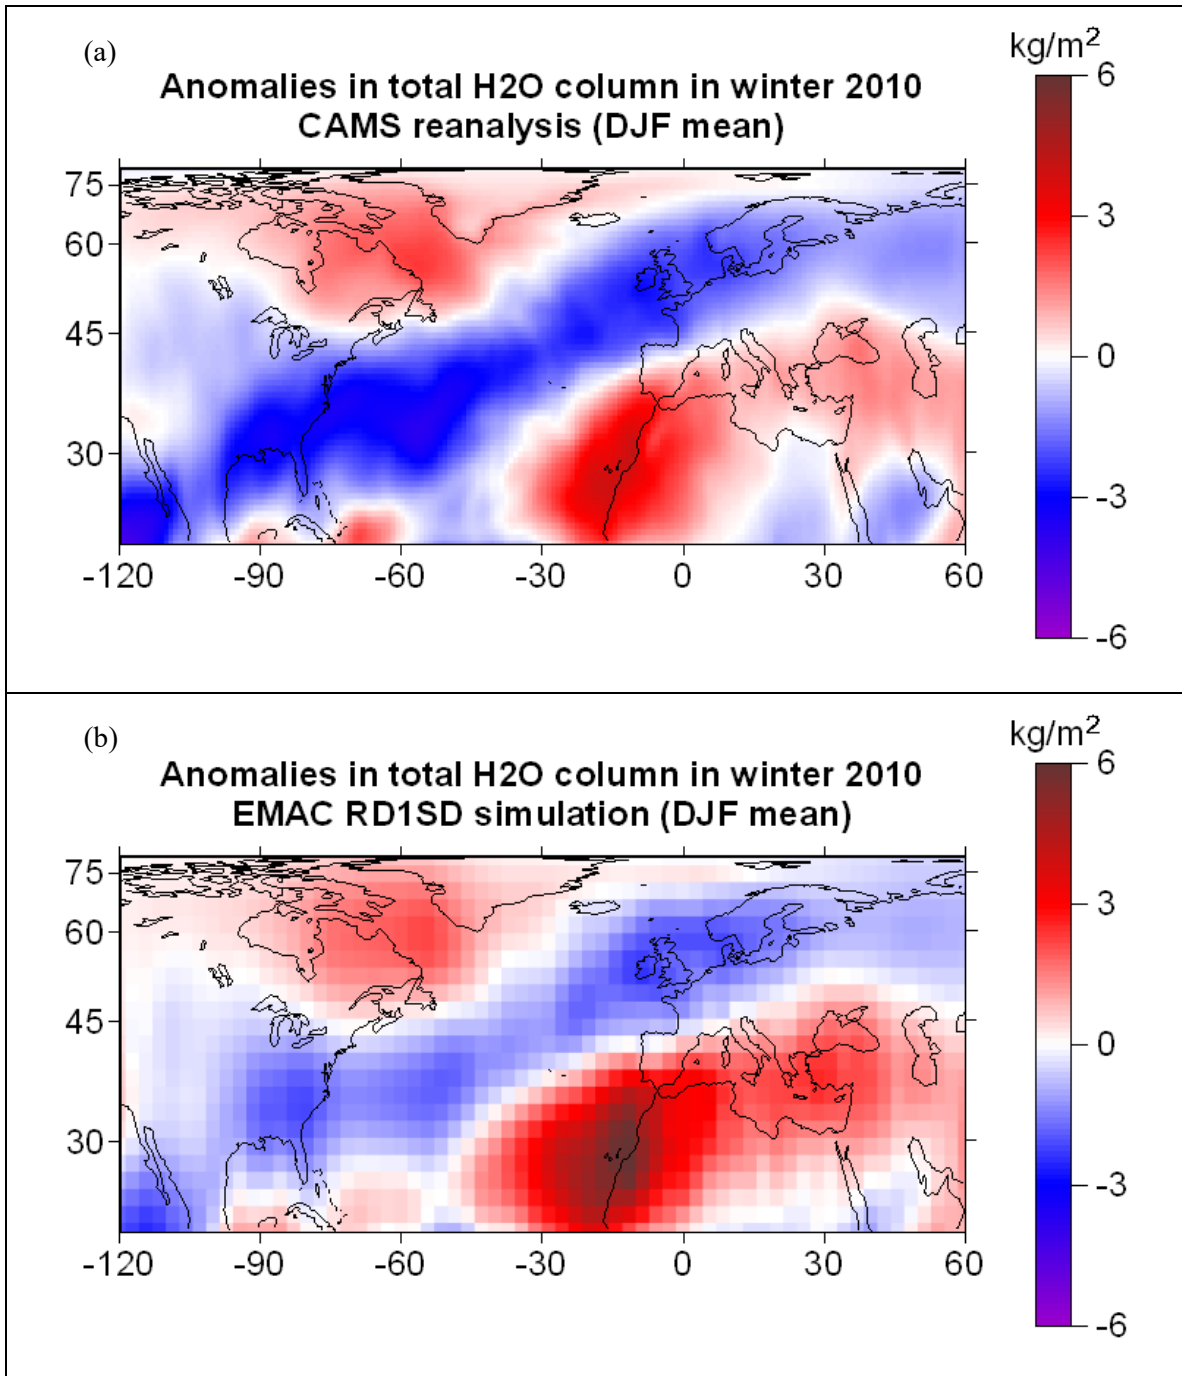 (a)
kg/m²
Anomalies in total H2O column in winter 2010
CAMS reanalysis (DJF mean)
75
60
45
30
-120 -90 -60 -30 0 30 60
6
3
0
-3
-6
(b)
kg/m²
Anomalies in total H2O column in winter 2010
EMAC RD1SD simulation (DJF mean)
75
60
45
30
-120 -90 -60 -30 0 30 60
6
3
0
-3
-6